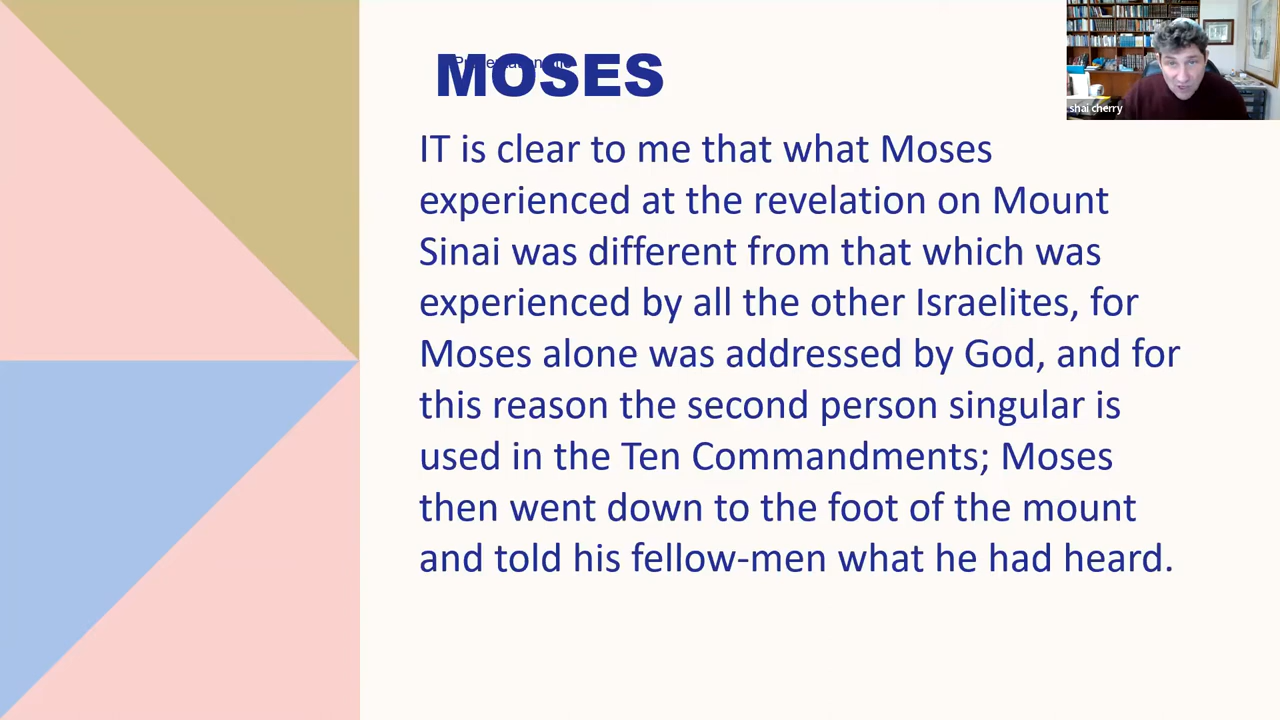 MOSES
IT is clear to me that what Moses
experienced at the revelation on Mount
Sinai was different from that which was
experienced by all the other Israelites, for
Moses alone was addressed by God, and for
this reason the second person singular is
used in the Ten Commandments; Moses
then went down to the foot of the mount
and told his fellow-men what he had heard.
shai cherry